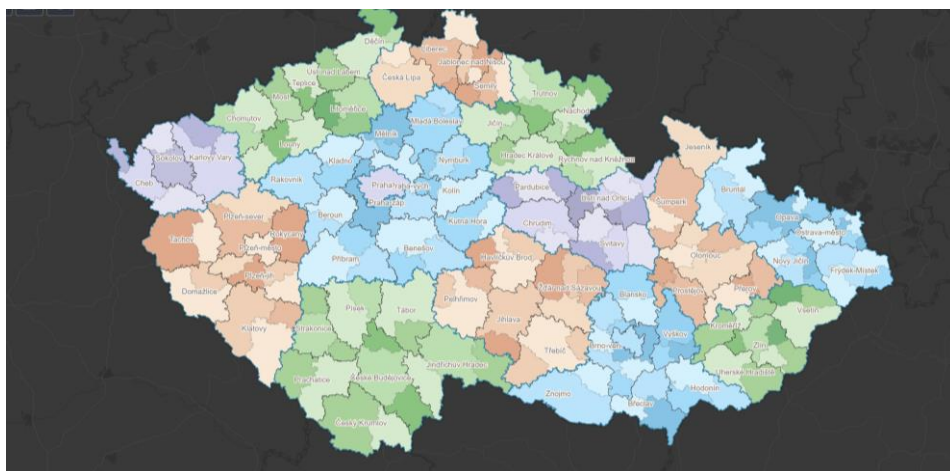 Děčín
Liberec
Ústí nad Labem
Jablonec nad Nisou
Teplice
Česká Lípa
Semily
Most
Trutnov
Litoměřice
Chomutov
Náchod
Mladá Boleslav
Jičín
Mělník
Louny
Jeseník
Sokolov
Karlovy Vary
Kladno
Nymburk
Hradec Králové
Rychnov nad Kněžnou
Rakovník
Cheb
Praha
Kolín
Pardubice
Bruntál
Praha-záp
Ústí nad Orlicí
Šumperk
Beroun
Plzeň-sever
Kutná Hora
Chrudim
Opava
Rokycany
Ostrava-město
Tachov
Plzeň-město
Benešov
Svitavy
Příbram
Havlíčkův Brod
Olomouc
Nový Jičín
Frýdek-Místek
Domažlice
Žďár nad Sázavou
Prostějov
Přerov
Blansko
Pelhřimov
Písek
Tábor
Vsetín
Jihlava
Klatovy
Strakonice
Kroměříž
Vyškov
Třebíč
Zlín
Jindřichův Hradec
Uherské Hradiště
České Budějovice
Prachatice
Hodonín
Znojmo
Břeclav
Český Krumlov